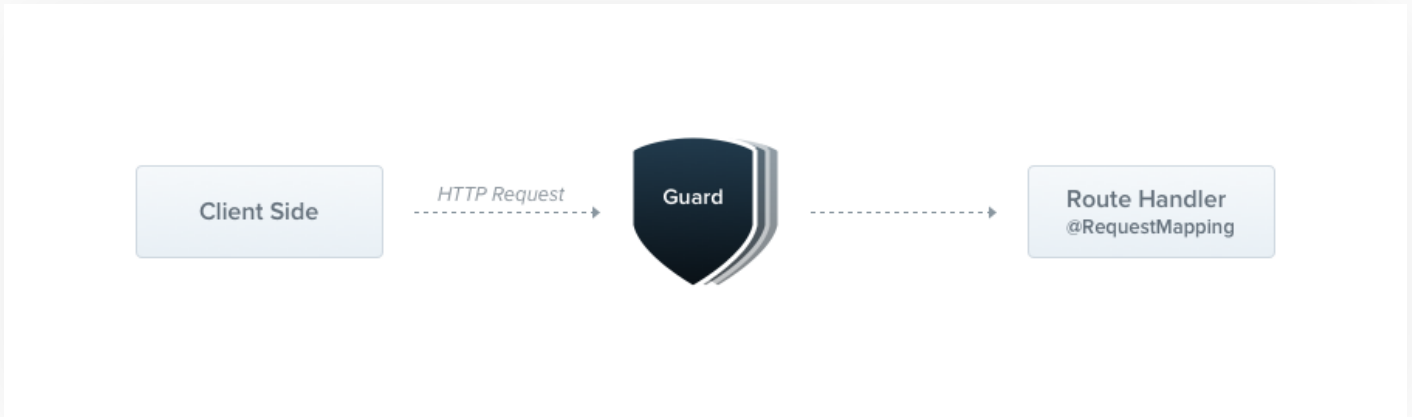 Client Side
HTTP Request
Guard
Route Handler
@RequestMapping